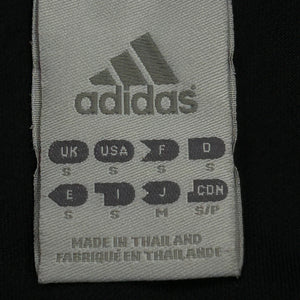 adidas
UK USA F D
S S S S
E I J CDN
S S M S/P
MADE IN THAILAND
FABRIQUÉ EN THAÏLANDE